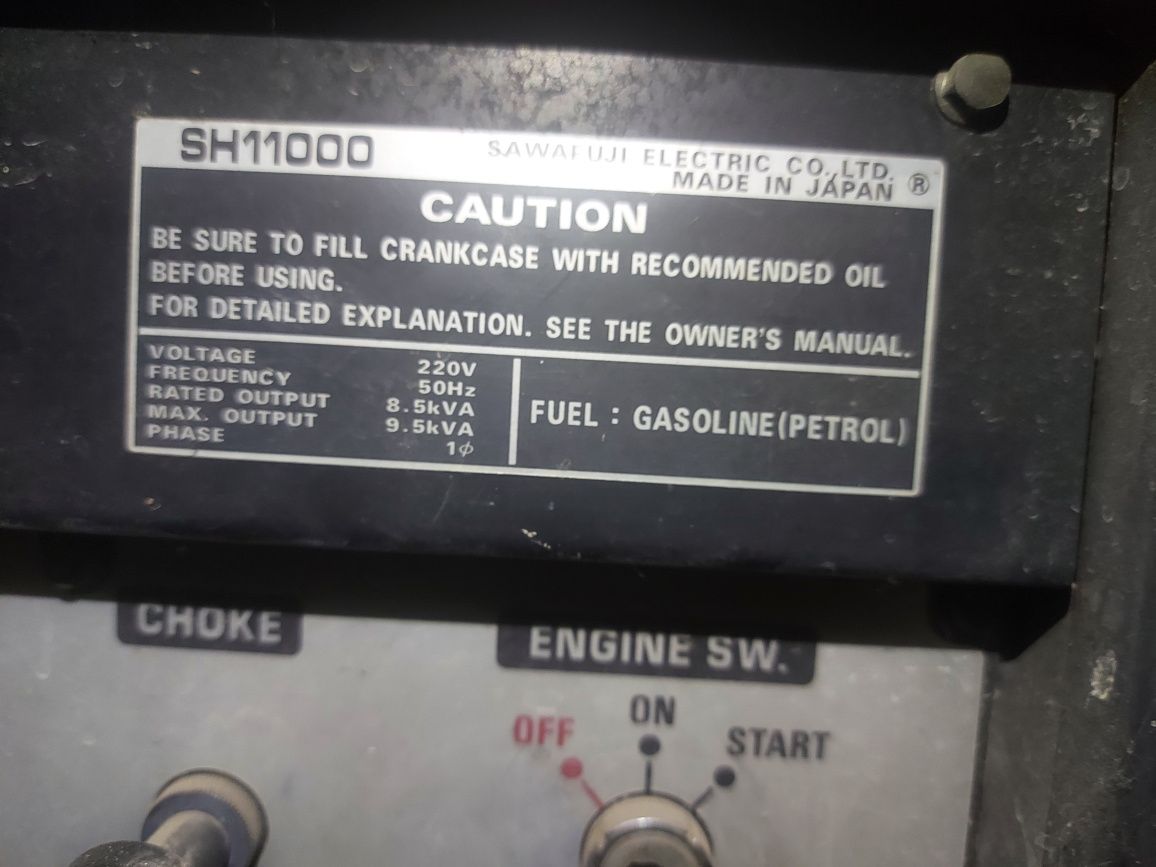 SH11000
SAWAFUJI ELECTRIC CO.,LTD.
MADE IN JAPAN ®
CAUTION
BE SURE TO FILL CRANKCASE WITH RECOMMENDED OIL
BEFORE USING.
FOR DETAILED EXPLANATION. SEE THE OWNER'S MANUAL.
VOLTAGE 220V
FREQUENCY 50Hz
RATED OUTPUT 8.5kVA
MAX. OUTPUT 9.5kVA
PHASE 1φ
FUEL : GASOLINE(PETROL)
CHOKE
ENGINE SW.
OFF
ON
START